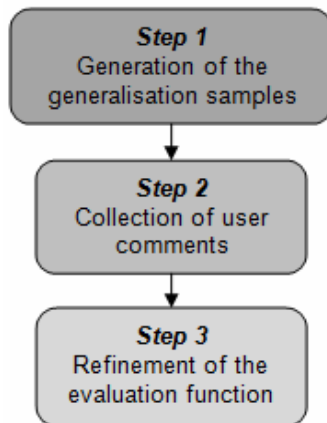 Step 1
Generation of the
generalisation samples
Step 2
Collection of user
comments
Step 3
Refinement of the
evaluation function